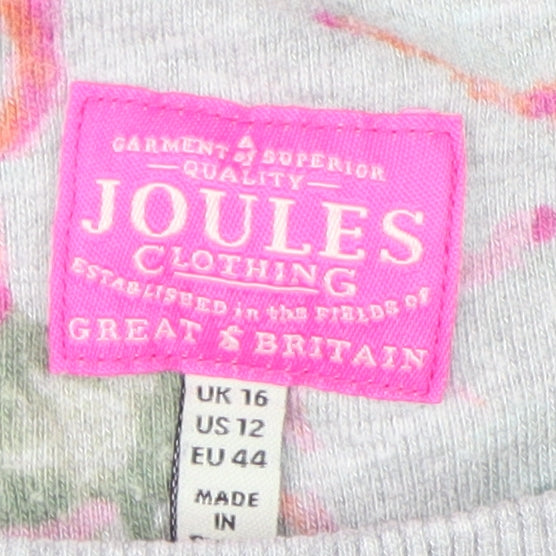 GARMENT of SUPERIOR
QUALITY
JOULES
CLOTHING
ESTABLISHED in the FIELDS of
GREAT & BRITAIN
UK 16
US 12
EU 44
MADE
IN